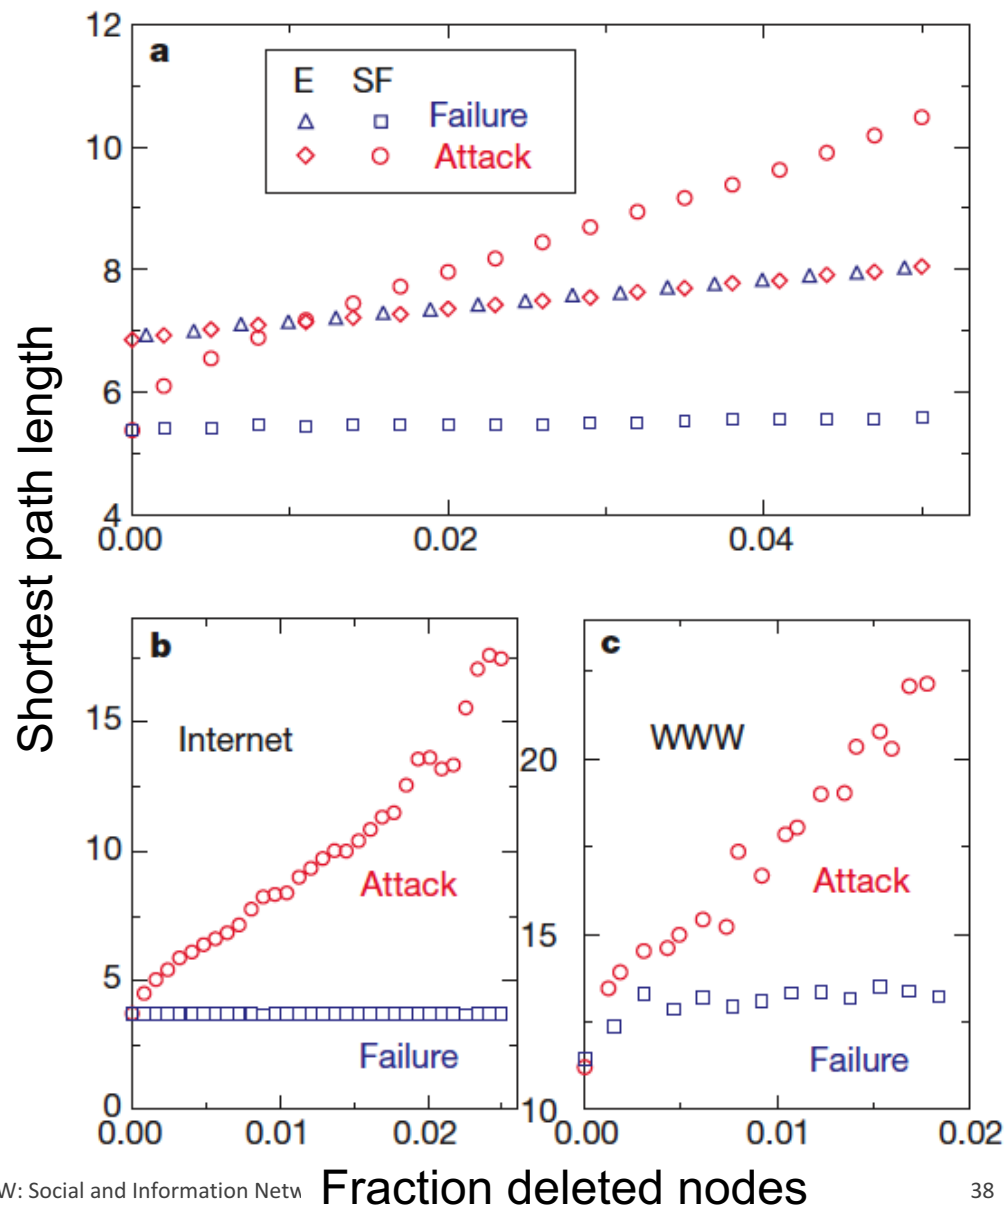 12
a
E SF
Failure
Attack
10
8
6
4
0.00 0.02 0.04
Shortest path length
b
15
Internet
10
Attack
5
Failure
0
0.00 0.01 0.02
c
WWW
20
Attack
15
Failure
10
0.00 0.01 0.02
W: Social and Information Netw
Fraction deleted nodes
38